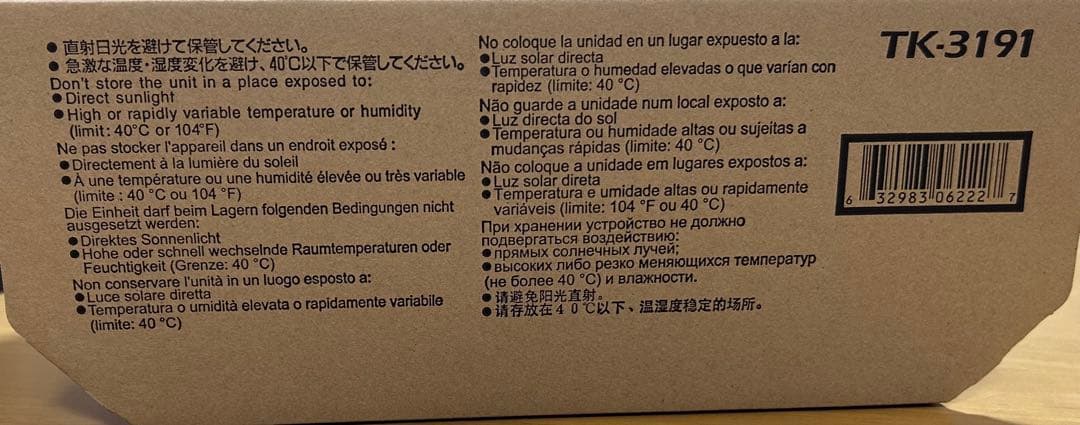 ●直射日光を避けて保管してください。
●急激な温度・湿度変化を避け、40℃以下で保管してください。
Don't store the unit in a place exposed to:
●Direct sunlight
●High or rapidly variable temperature or humidity
(limit: 40°C or 104°F)
Ne pas stocker l'appareil dans un endroit exposé :
●Directement à la lumière du soleil
●À une température ou une humidité élevée ou très variable
(limite : 40 °C ou 104 °F)
Die Einheit darf beim Lagern folgenden Bedingungen nicht
ausgesetzt werden:
●Direktes Sonnenlicht
●Hohe oder schnell wechselnde Raumtemperaturen oder
Feuchtigkeit (Grenze: 40 °C)
Non conservare l'unità in un luogo esposto a:
●Luce solare diretta
●Temperatura o umidità elevata o rapidamente variabile
(limite: 40 °C)
No coloque la unidad en un lugar expuesto a la:
●Luz solar directa
●Temperatura o humedad elevadas o que varían con
rapidez (limite: 40 °C)
Não guarde a unidade num local exposto a:
●Luz directa do sol
●Temperatura ou humidade altas ou sujeitas a
mudanças rápidas (limite: 40 °C)
Não coloque a unidade em lugares expostos a:
●Luz solar direta
●Temperatura e umidade altas ou rapidamente
variáveis (limite: 104 °F ou 40 °C)
При хранении устройство не должно
подвергаться воздействию:
●прямых солнечных лучей;
●высоких либо резко меняющихся температур
(не более 40 °C) и влажности.
●请避免阳光直射。
●请存放在40℃以下、温湿度稳定的场所。
TK-3191
6 32983 06222 7